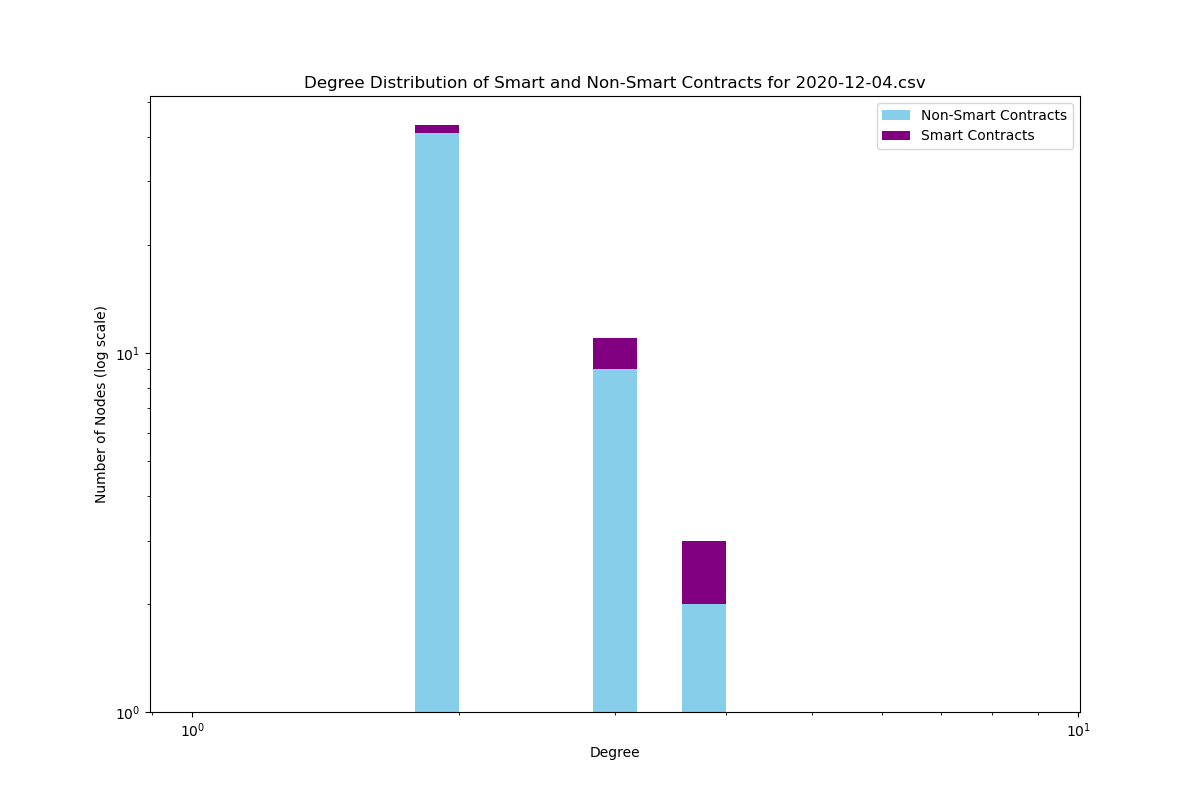 Degree Distribution of Smart and Non-Smart Contracts for 2020-12-04.csv
Non-Smart Contracts
Smart Contracts
Number of Nodes (log scale)
10¹
10⁰
10⁰
10¹
Degree